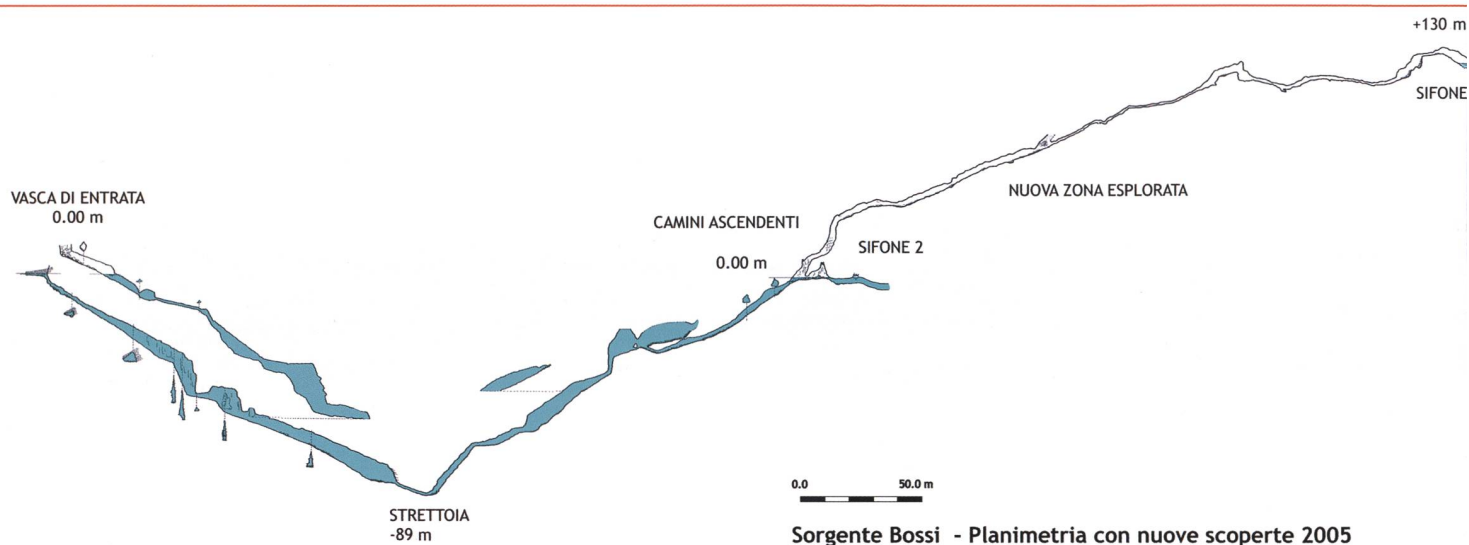 +130 m
SIFONE
NUOVA ZONA ESPLORATA
VASCA DI ENTRATA
0.00 m
CAMINI ASCENDENTI
SIFONE 2
0.00 m
0.0 50.0 m
STRETTOIA
-89 m
Sorgente Bossi - Planimetria con nuove scoperte 2005